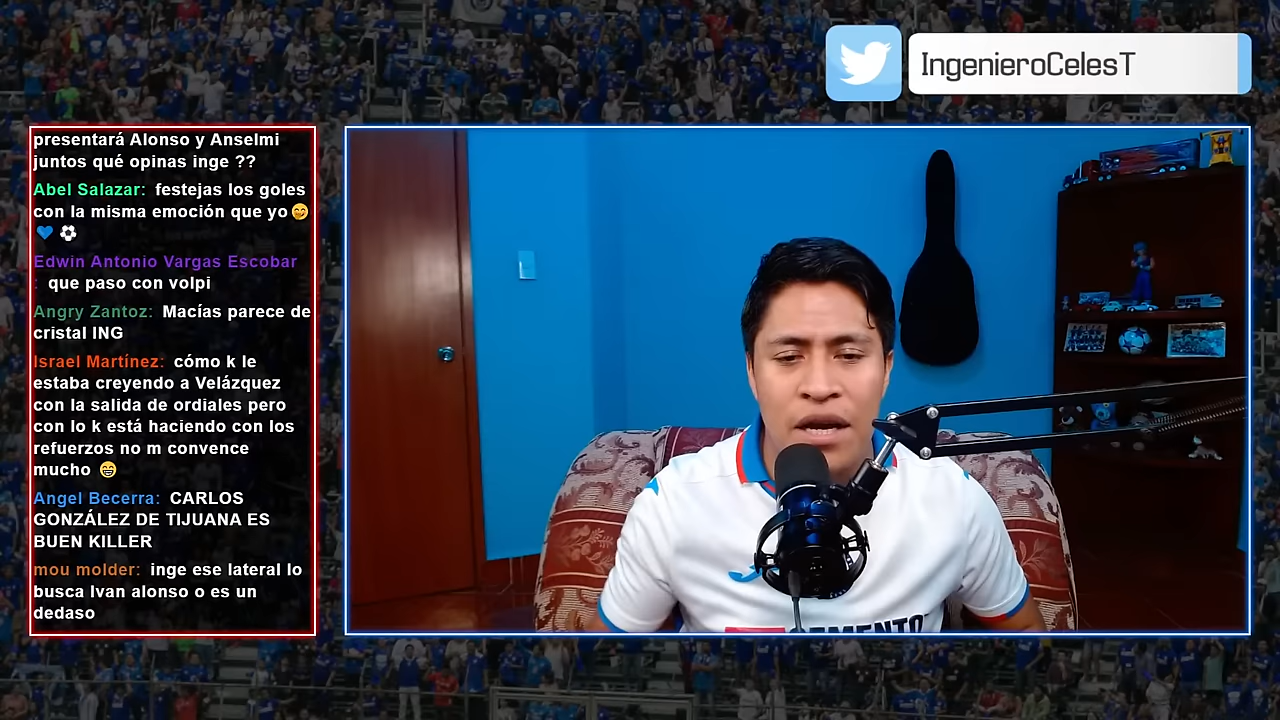 IngenieroCelesT
presentará Alonso y Anselmi
juntos qué opinas inge ??
Abel Salazar: festejas los goles
con la misma emoción que yo😊
💙 ⚽
Edwin Antonio Vargas Escobar
: que paso con volpi
Angry Zantoz: Macías parece de
cristal ING
Israel Martínez: cómo k le
estaba creyendo a Velázquez
con la salida de ordiales pero
con lo k está haciendo con los
refuerzos no m convence
mucho 😁
Angel Becerra: CARLOS
GONZÁLEZ DE TIJUANA ES
BUEN KILLER
mou molder: inge ese lateral lo
busca Ivan alonso o es un
dedaso
CEMENTO